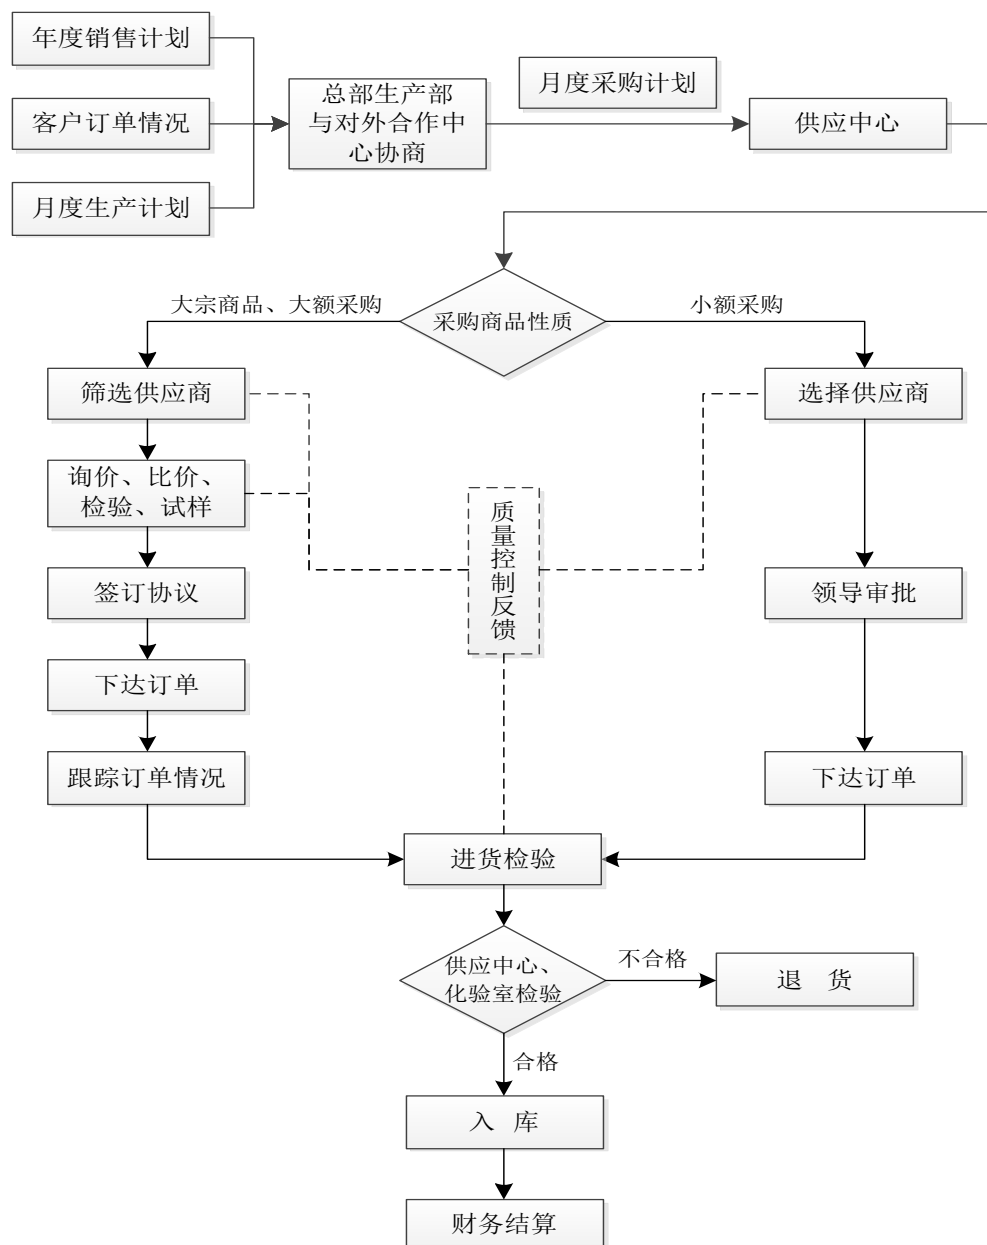 年度销售计划
客户订单情况
月度生产计划
总部生产部
与对外合作中
心协商
月度采购计划
供应中心
采购商品性质
大宗商品、大额采购
小额采购
筛选供应商
询价、比价、
检验、试样
签订协议
下达订单
跟踪订单情况
质量控制反馈
选择供应商
领导审批
下达订单
进货检验
供应中心、
化验室检验
不合格
退 货
合格
入 库
财务结算